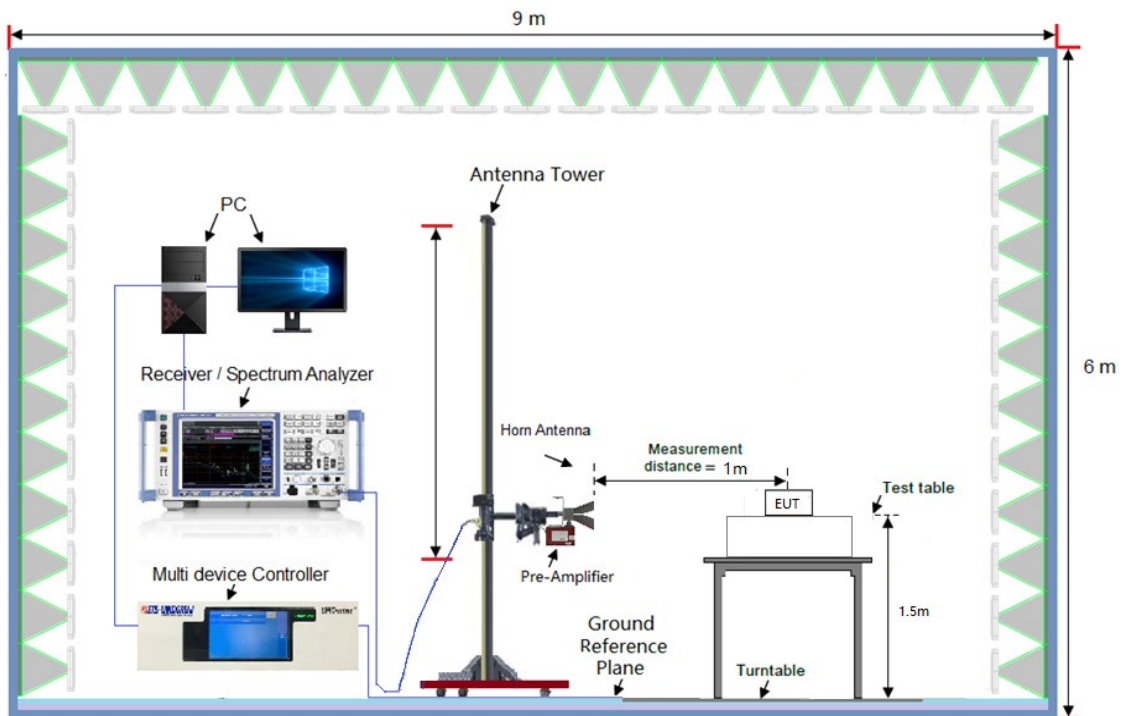 9 m
Antenna Tower
PC
6 m
Receiver / Spectrum Analyzer
Horn Antenna
Measurement
distance = 1m
EUT
Test table
Multi device Controller
Pre-Amplifier
1.5m
Ground
Reference
Plane
Turntable